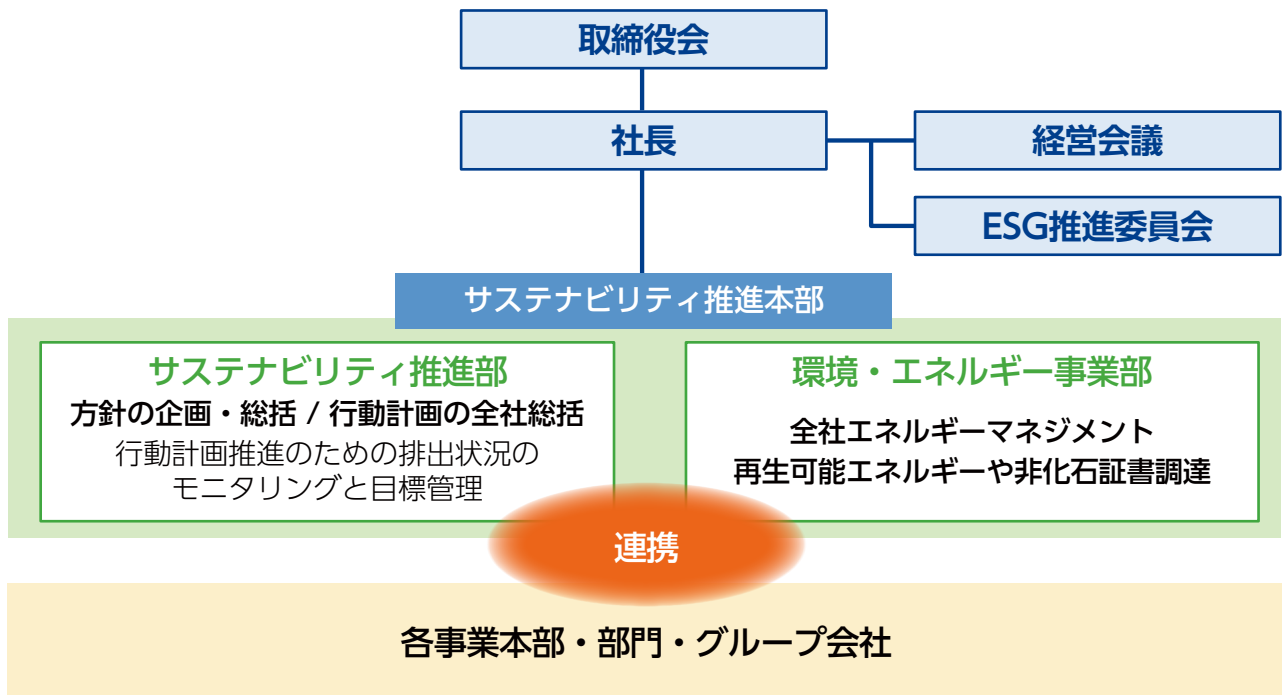 取締役会
社長
経営会議
ESG推進委員会
サステナビリティ推進本部
サステナビリティ推進部
方針の企画・総括 / 行動計画の全社総括
行動計画推進のための排出状況の
モニタリングと目標管理
環境・エネルギー事業部
全社エネルギーマネジメント
再生可能エネルギーや非化石証書調達
連携
各事業本部・部門・グループ会社